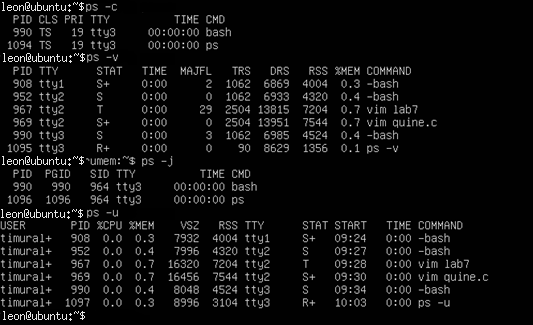 leon@ubuntu:~$ps -c
PID CLS PRI TTY TIME CMD
990 TS 19 tty3 00:00:00 bash
1094 TS 19 tty3 00:00:00 ps
leon@ubuntu:~$ps -v
PID TTY STAT TIME MAJFL TRS DRS RSS %MEM COMMAND
908 tty1 S+ 0:00 2 1062 6869 4004 0.3 -bash
952 tty2 S 0:00 0 1062 6933 4320 0.4 -bash
967 tty2 T 0:00 29 2504 13815 7204 0.7 vim lab7
969 tty2 S+ 0:00 0 2504 13951 7544 0.7 vim quine.c
990 tty3 S 0:00 3 1062 6985 4524 0.4 -bash
1095 tty3 R+ 0:00 0 90 8629 1356 0.1 ps -v
leon@ubuntu:~$~umem:~$ ps -j
PID PGID SID TTY TIME CMD
990 990 964 tty3 00:00:00 bash
1096 1096 964 tty3 00:00:00 ps
leon@ubuntu:~$ps -u
USER PID %CPU %MEM VSZ RSS TTY STAT START TIME COMMAND
timural+ 908 0.0 0.3 7932 4004 tty1 S+ 09:24 0:00 -bash
timural+ 952 0.0 0.4 7996 4320 tty2 S 09:27 0:00 -bash
timural+ 967 0.0 0.7 16320 7204 tty2 T 09:28 0:00 vim lab7
timural+ 969 0.0 0.7 16456 7544 tty2 S+ 09:30 0:00 vim quine.c
timural+ 990 0.0 0.4 8048 4524 tty3 S 09:34 0:00 -bash
timural+ 1097 0.0 0.3 8996 3104 tty3 R+ 10:03 0:00 ps -u
leon@ubuntu:~$